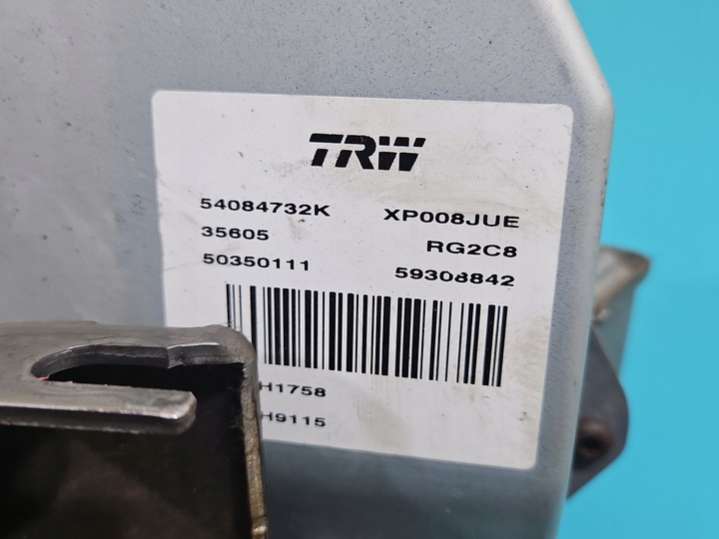 TRW
54084732K XP008JUE
35605 RG2C8
50350111 59308842
H1758
H9115